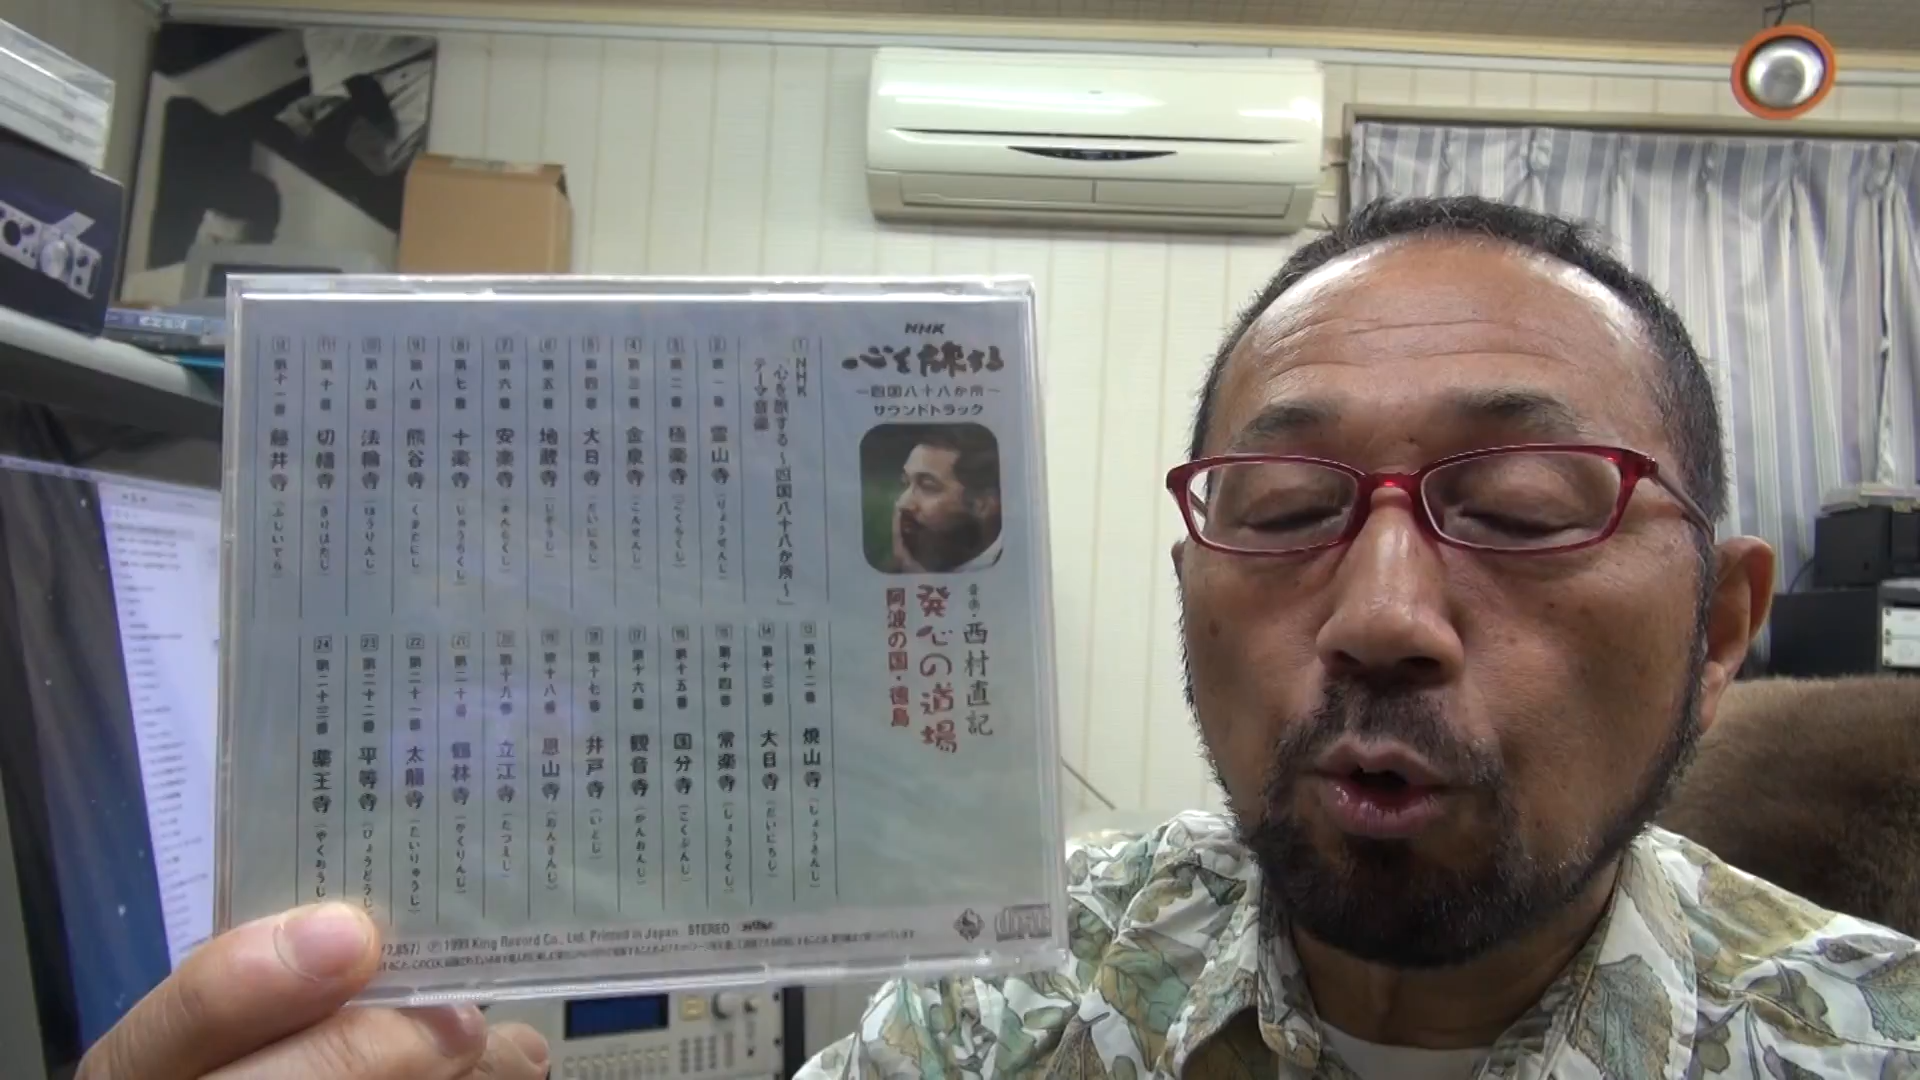 NHK
心を旅する
〜四国八十八か所〜
サウンドトラック
音楽・西村直記
発心の道場
阿波の国・徳島
1 NHK
「心を旅する〜四国八十八か所〜」
テーマ音楽
2 第一番 霊山寺（りょうぜんじ）
3 第二番 極楽寺（ごくらくじ）
4 第三番 金泉寺（こんせんじ）
5 第四番 大日寺（だいにちじ）
6 第五番 地蔵寺（じぞうじ）
7 第六番 安楽寺（あんらくじ）
8 第七番 十楽寺（じゅうらくじ）
9 第八番 熊谷寺（くまだにじ）
10 第九番 法輪寺（ほうりんじ）
11 第十番 切幡寺（きりはたじ）
12 第十一番 藤井寺（ふじいでら）
13 第十二番 焼山寺（しょうさんじ）
14 第十三番 大日寺（だいにちじ）
15 第十四番 常楽寺（じょうらくじ）
16 第十五番 国分寺（こくぶんじ）
17 第十六番 観音寺（かんおんじ）
18 第十七番 井戸寺（いどじ）
19 第十八番 恩山寺（おんざんじ）
20 第十九番 立江寺（たつえじ）
21 第二十番 鶴林寺（かくりんじ）
22 第二十一番 太龍寺（たいりゅうじ）
23 第二十二番 平等寺（びょうどうじ）
24 第二十三番 薬王寺（やくおうじ
2,857) Ⓟ 1999 King Record Co., Ltd. Printed in Japan STEREO